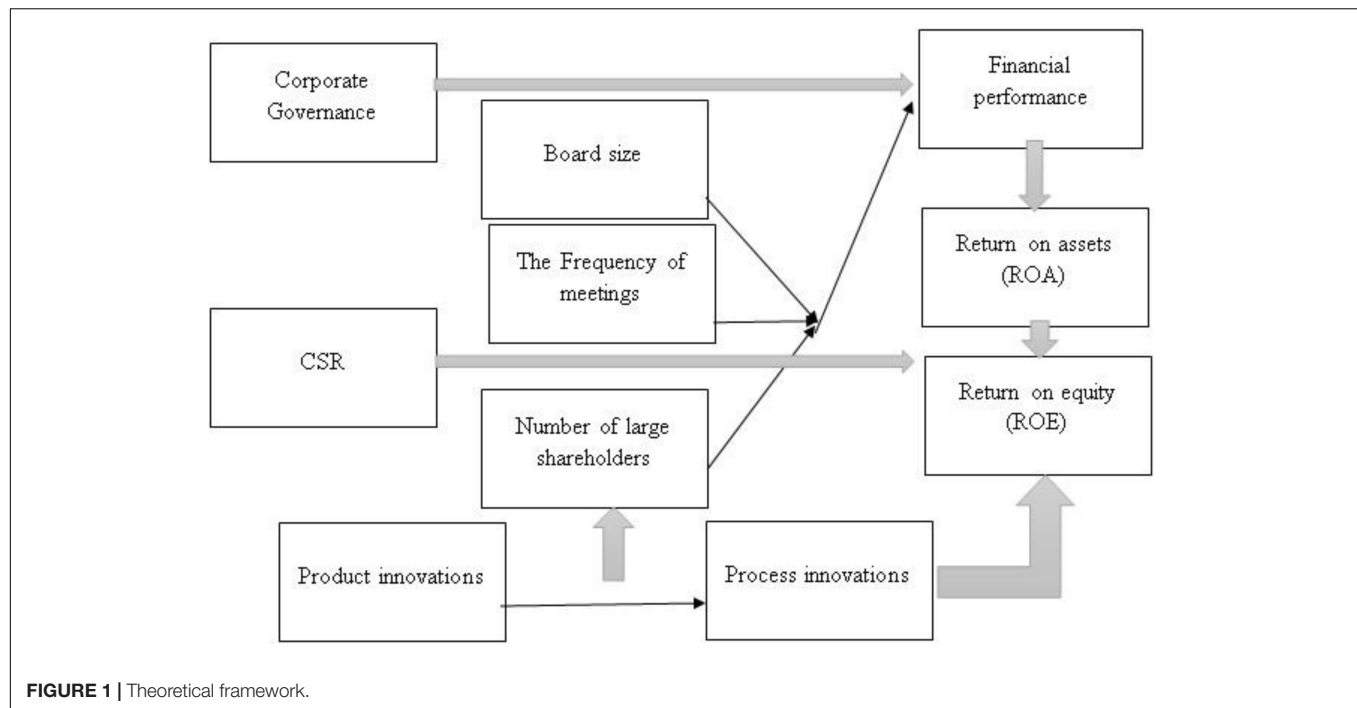 Corporate
Governance
Financial
performance
Board size
The Frequency of
meetings
Return on assets
(ROA)
CSR
Return on equity
(ROE)
Number of large
shareholders
Product innovations
Process innovations
FIGURE 1 | Theoretical framework.